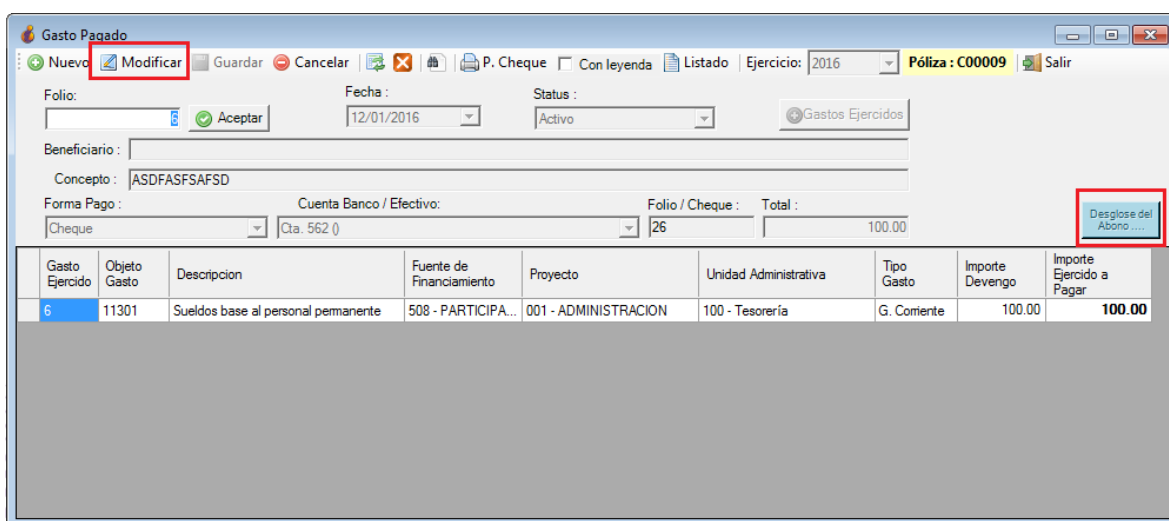 Gasto Pagado
Nuevo Modificar Guardar Cancelar P. Cheque Con leyenda Listado Ejercicio: 2016 Póliza : C00009 Salir
Folio: Fecha : Status :
6 Aceptar 12/01/2016 Activo Gastos Ejercidos
Beneficiario :
Concepto : ASDFASFSAFSD
Forma Pago : Cuenta Banco / Efectivo: Folio / Cheque : Total :
Cheque Cta. 562 () 26 100.00
Desglose del
Abono ....
Gasto Ejercido Objeto Gasto Descripcion Fuente de Financiamiento Proyecto Unidad Administrativa Tipo Gasto Importe Devengo Importe Ejercido a Pagar
6 11301 Sueldos base al personal permanente 508 - PARTICIPA... 001 - ADMINISTRACION 100 - Tesorería G. Corriente 100.00 100.00